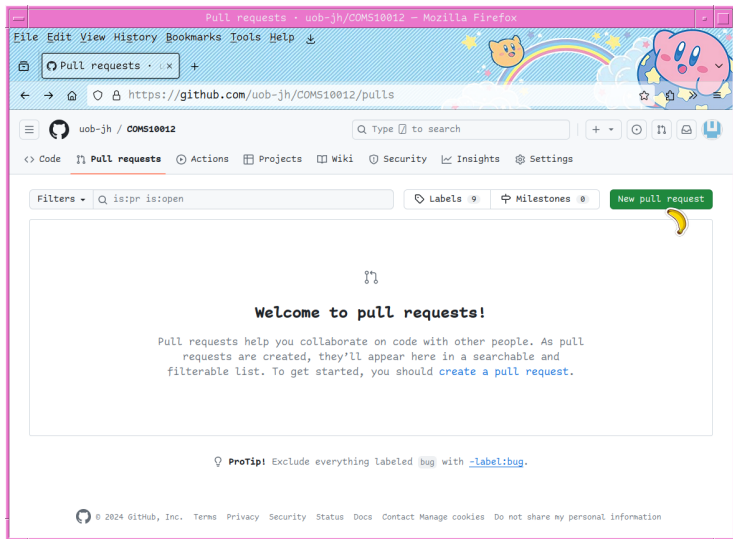 Pull requests · uob-jh/COMS10012 — Mozilla Firefox
File Edit View History Bookmarks Tools Help
Pull requests · u
https://github.com/uob-jh/COMS10012/pulls
uob-jh / COMS10012
Type / to search
Code Pull requests Actions Projects Wiki Security Insights Settings
Filters is:pr is:open Labels 9 Milestones 0 New pull request
Welcome to pull requests!
Pull requests help you collaborate on code with other people. As pull
requests are created, they’ll appear here in a searchable and
filterable list. To get started, you should create a pull request.
ProTip! Exclude everything labeled bug with -label:bug.
© 2024 GitHub, Inc. Terms Privacy Security Status Docs Contact Manage cookies Do not share my personal information